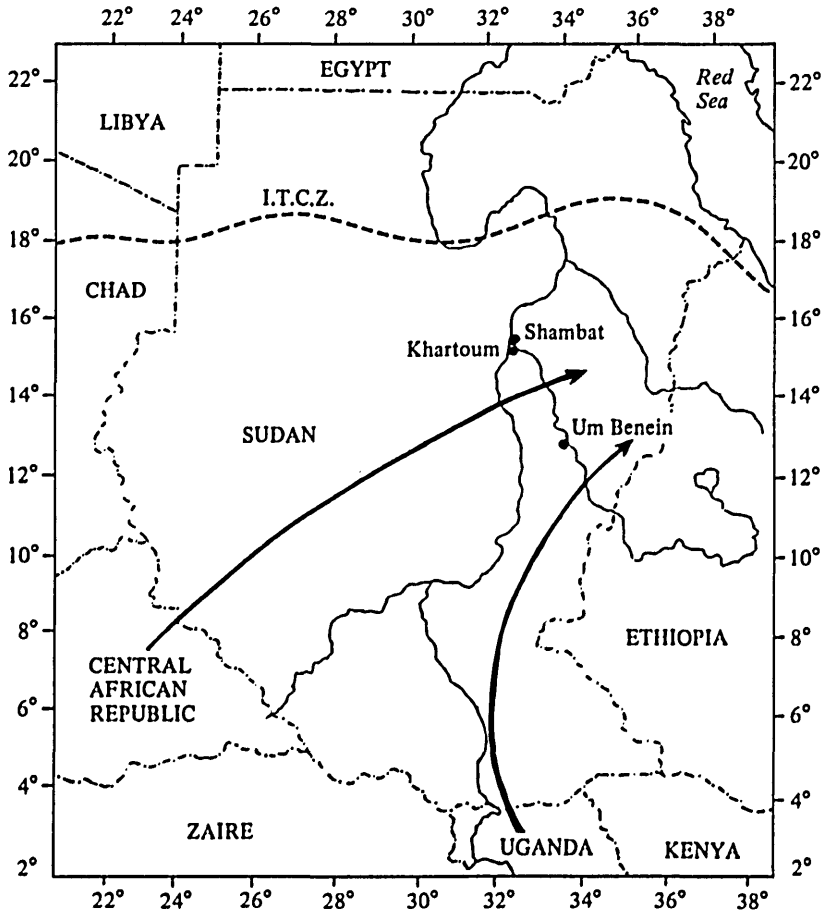 22° 24° 26° 28° 30° 32° 34° 36° 38°
22° EGYPT Red 22°
Sea
LIBYA
20° 20°
I.T.C.Z.
18° 18°
CHAD
16° 16°
Shambat
Khartoum
14° 14°
Um Benein
SUDAN
12° 12°
10° 10°
8° ETHIOPIA 8°
CENTRAL
AFRICAN
REPUBLIC
6° 6°
4° 4°
ZAIRE
UGANDA KENYA
2° 2°
22° 24° 26° 28° 30° 32° 34° 36° 38°